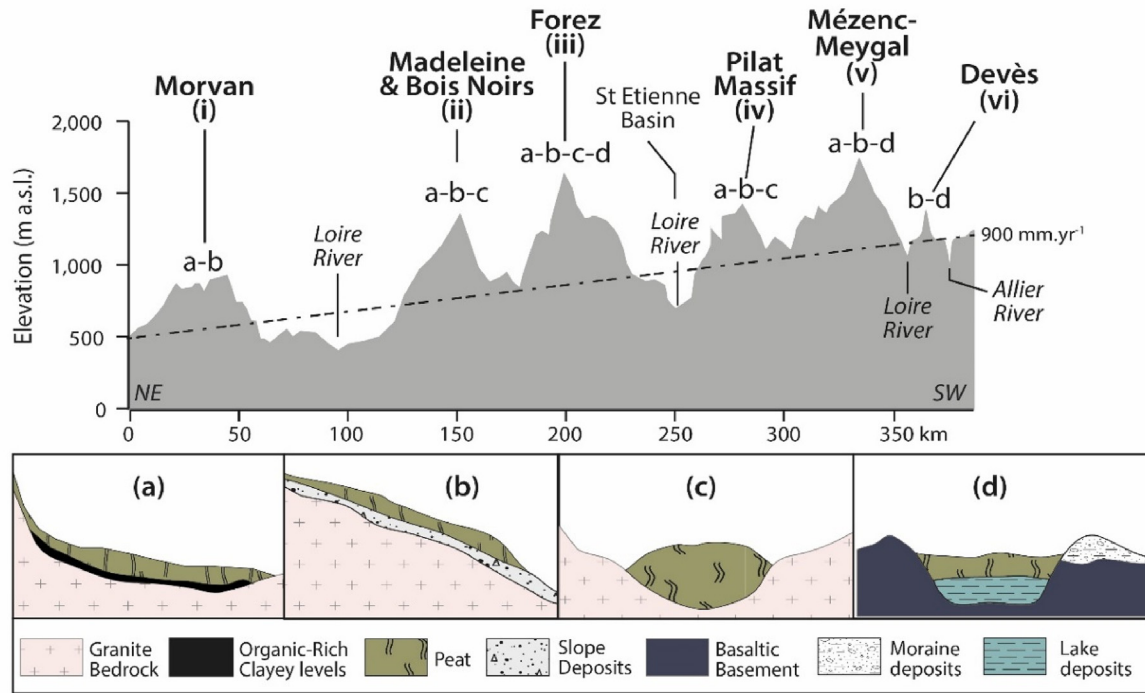 Forez
(iii)
Mézenc-
Meygal
(v)
Madeleine
& Bois Noirs
(ii)
Pilat
Massif
(iv)
Morvan
(i)
Devès
(vi)
St Etienne
Basin
Elevation (m a.s.l.)
2,000
1,500
1,000
500
0
a-b
a-b-c
a-b-c-d
a-b-c
a-b-d
b-d
Loire
River
Loire
River
Loire
River
Allier
River
900 mm.yr-1
NE
SW
0 50 100 150 200 250 300 350 km
(a) (b) (c) (d)
Granite
Bedrock
Organic-Rich
Clayey levels
Peat
Slope
Deposits
Basaltic
Basement
Moraine
deposits
Lake
deposits